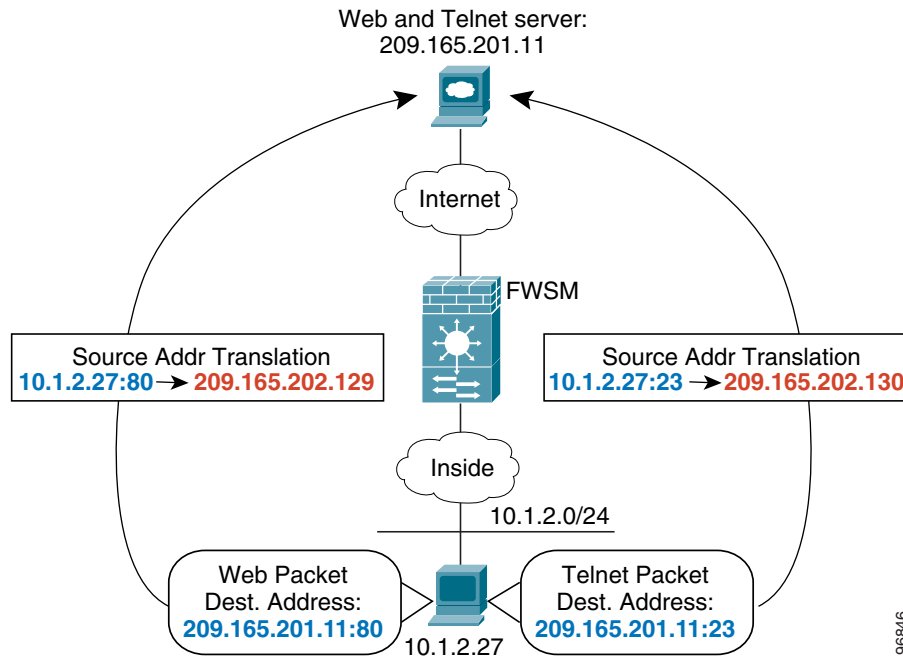 Web and Telnet server:
209.165.201.11
Internet
FWSM
Source Addr Translation
10.1.2.27:80 → 209.165.202.129
Source Addr Translation
10.1.2.27:23 → 209.165.202.130
Inside
10.1.2.0/24
Web Packet
Dest. Address:
209.165.201.11:80
Telnet Packet
Dest. Address:
209.165.201.11:23
10.1.2.27
96846